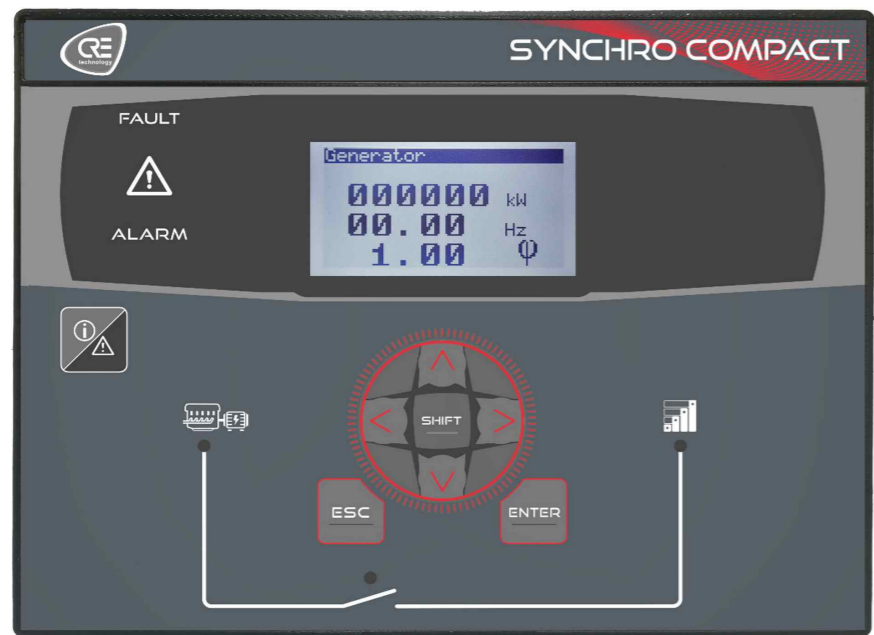 CRE
technology
SYNCHRO COMPACT
FAULT
ALARM
Generator
000000 kW
00.00 Hz
1.00 φ
SHIFT
ESC
ENTER